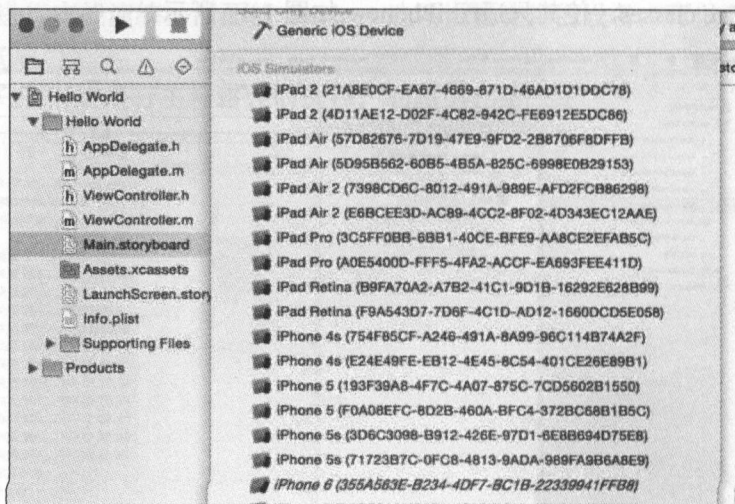 Generic iOS Device
iOS Simulators
iPad 2 (21A8E0CF-EA67-4669-871D-46AD1D1DDC78)
iPad 2 (4D11AE12-D02F-4C82-942C-FE6912E5DC86)
iPad Air (57D82676-7D19-47E9-9FD2-2B8706F8DFFB)
iPad Air (5D95B562-60B5-4B5A-825C-6998E0B29153)
iPad Air 2 (7398CD6C-8012-491A-989E-AFD2FCB86298)
iPad Air 2 (E6BCEE3D-AC89-4CC2-8F02-4D343EC12AAE)
iPad Pro (3C5FF0BB-6BB1-40CE-BFE9-AA8CE2EFAB5C)
iPad Pro (A0E5400D-FFF5-4FA2-ACCF-EA693FEE411D)
iPad Retina (B9FA70A2-A7B2-41C1-9D1B-16292E628B99)
iPad Retina (F9A543D7-7D6F-4C1D-AD12-1660DCD5E058)
iPhone 4s (754F85CF-A246-491A-8A99-96C114B74A2F)
iPhone 4s (E24E49FE-EB12-4E45-8C54-401CE26E89B1)
iPhone 5 (193F39A8-4F7C-4A07-875C-7CD5602B1550)
iPhone 5 (F0A08EFC-8D2B-460A-BFC4-372BC68B1B5C)
iPhone 5s (3D6C3098-B912-426E-97D1-6E8B694D75E8)
iPhone 5s (71723B7C-0FC8-4813-9ADA-989FA9B6A8E9)
iPhone 6 (355A563E-B234-4DF7-BC1B-22339941FFB8)
Hello World
Hello World
AppDelegate.h
AppDelegate.m
ViewController.h
ViewController.m
Main.storyboard
Assets.xcassets
LaunchScreen.story
Info.plist
Supporting Files
Products